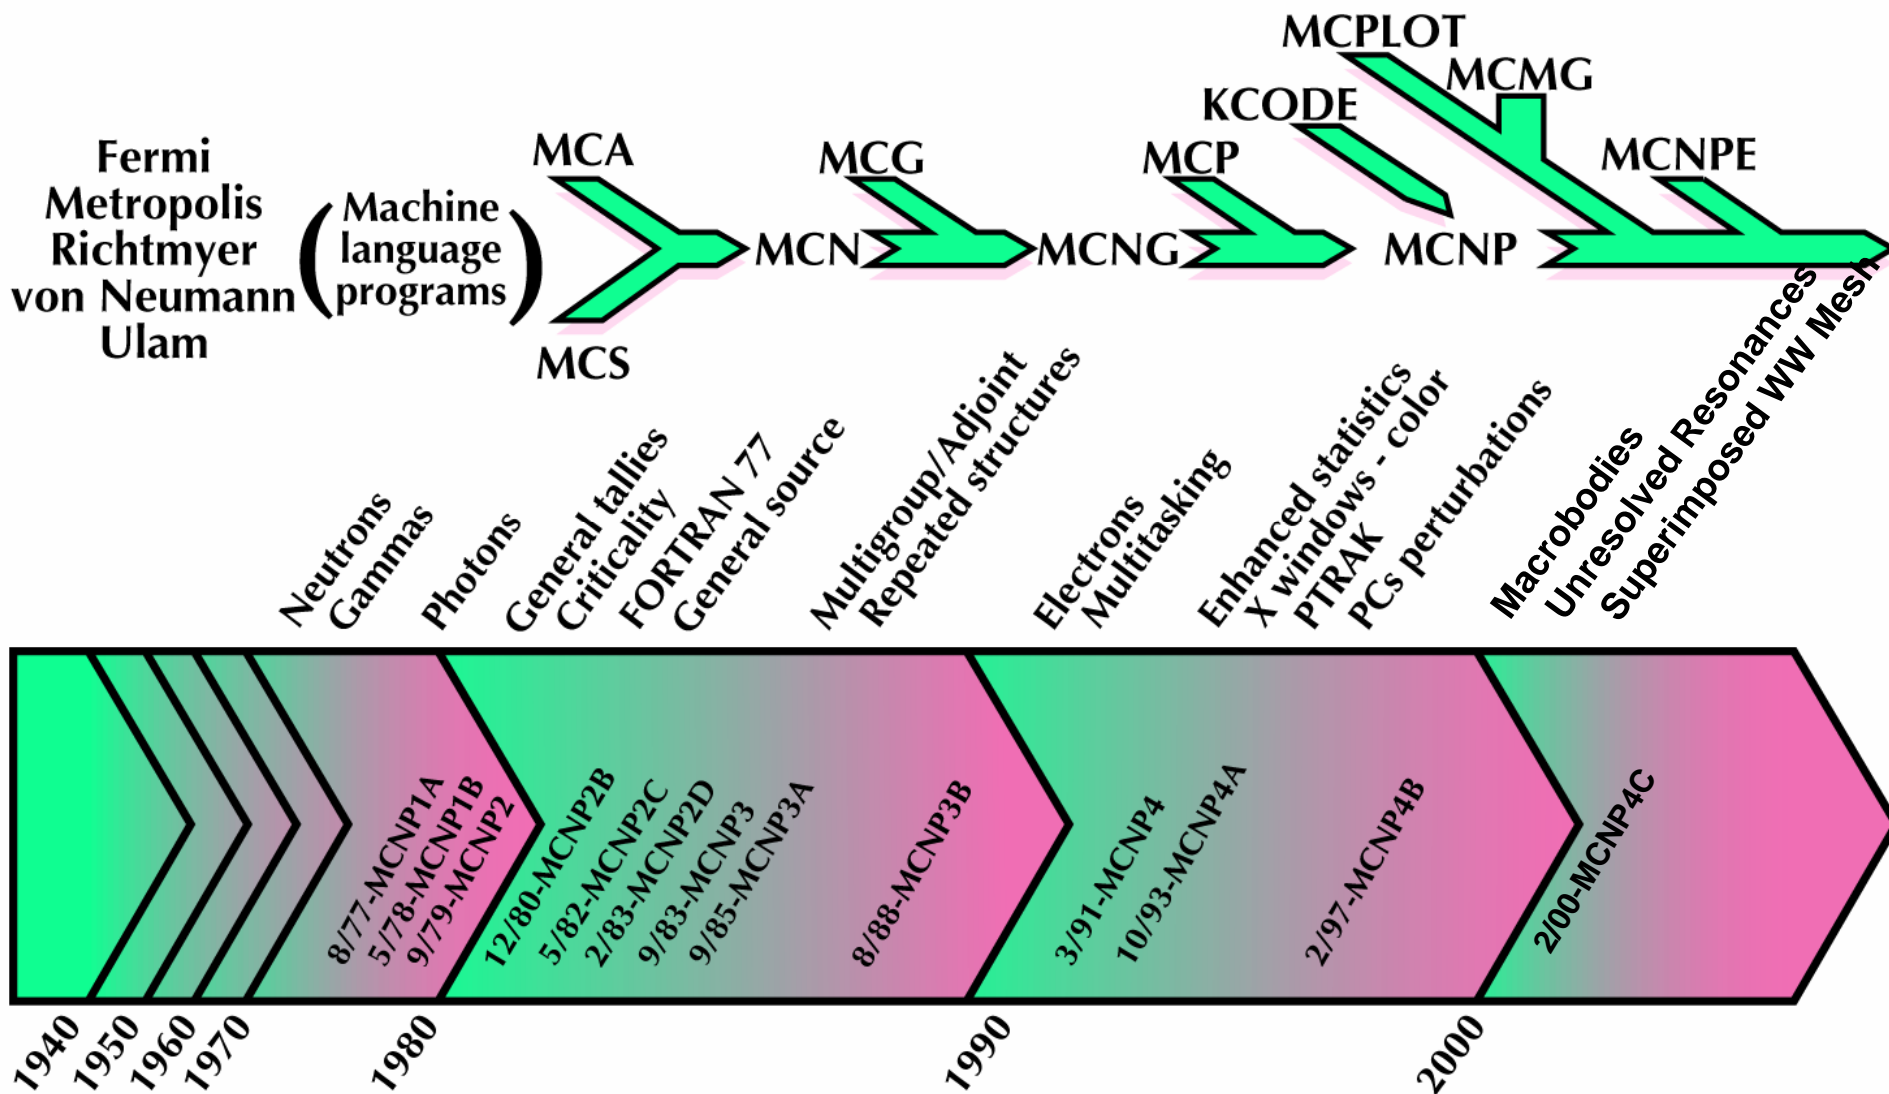 MCPLOT
MCMG
KCODE
MCA
MCG
MCP
MCNPE
Fermi
Metropolis
Richtmyer
von Neumann
Ulam
(Machine
language
programs)
MCN
MCNG
MCNP
MCS
Neutrons
Gammas
Photons
General tallies
Criticality
FORTRAN 77
General source
Multigroup/Adjoint
Repeated structures
Electrons
Multitasking
Enhanced statistics
X windows - color
PTRAK
PCs perturbations
Macrobodies
Unresolved Resonances
Superimposed WW Mesh
8/77-MCNP1A
5/78-MCNP1B
9/79-MCNP2
12/80-MCNP2B
5/82-MCNP2C
2/83-MCNP2D
9/83-MCNP3
9/85-MCNP3A
8/88-MCNP3B
3/91-MCNP4
10/93-MCNP4A
2/97-MCNP4B
2/00-MCNP4C
1940
1950
1960
1970
1980
1990
2000